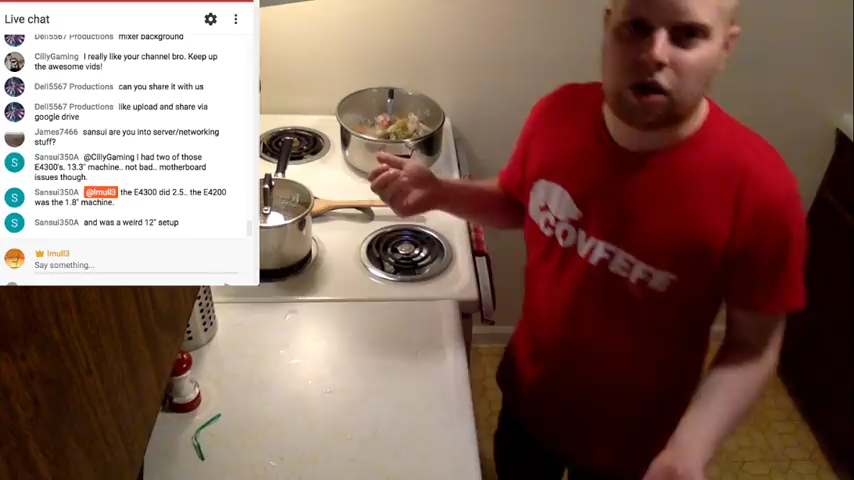 Live chat
Dell5567 Productions mixer background
CillyGaming I really like your channel bro. Keep up
the awesome vids!
Dell5567 Productions can you share it with us
Dell5567 Productions like upload and share via
google drive
James7466 sansui are you into server/networking
stuff?
Sansui350A @CillyGaming I had two of those
E4300's. 13.3" machine.. not bad.. motherboard
issues though.
Sansui350A @lmull3 the E4300 did 2.5.. the E4200
was the 1.8" machine.
Sansui350A and was a weird 12" setup
lmull3
Say something...
COVFEFE